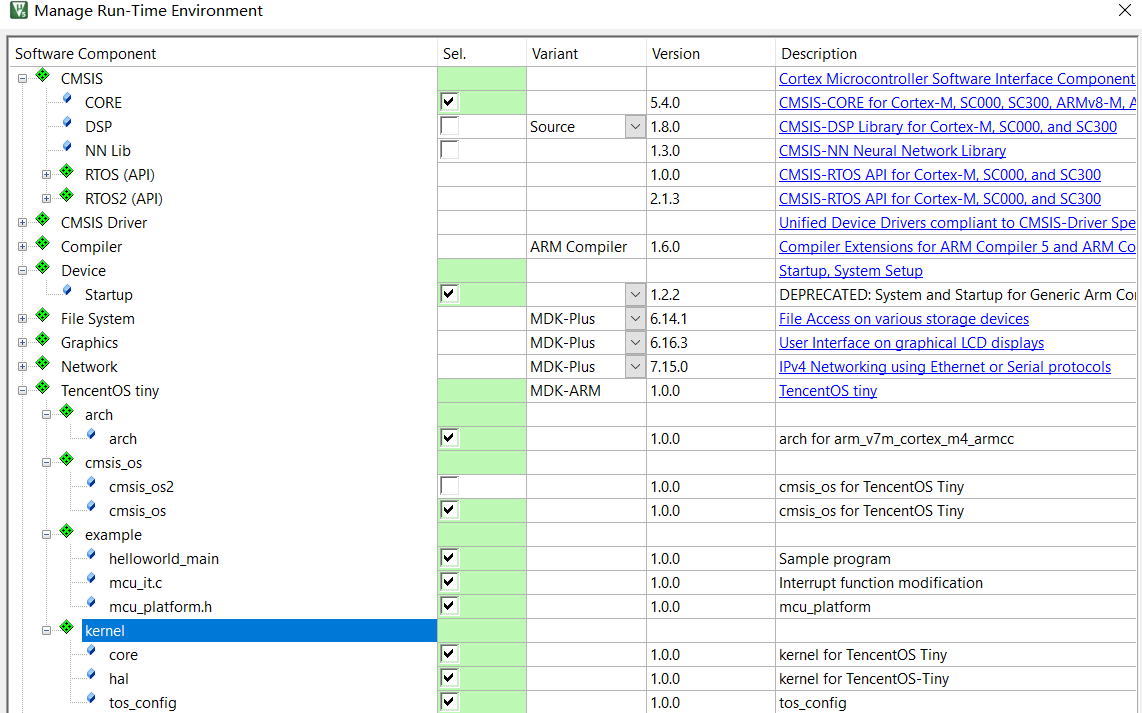 Manage Run-Time Environment
Software Component Sel. Variant Version Description
CMSIS Cortex Microcontroller Software Interface Component
CORE 5.4.0 CMSIS-CORE for Cortex-M, SC000, SC300, ARMv8-M, A
DSP Source 1.8.0 CMSIS-DSP Library for Cortex-M, SC000, and SC300
NN Lib 1.3.0 CMSIS-NN Neural Network Library
RTOS (API) 1.0.0 CMSIS-RTOS API for Cortex-M, SC000, and SC300
RTOS2 (API) 2.1.3 CMSIS-RTOS API for Cortex-M, SC000, and SC300
CMSIS Driver Unified Device Drivers compliant to CMSIS-Driver Spe
Compiler ARM Compiler 1.6.0 Compiler Extensions for ARM Compiler 5 and ARM Co
Device Startup, System Setup
Startup 1.2.2 DEPRECATED: System and Startup for Generic Arm Cor
File System MDK-Plus 6.14.1 File Access on various storage devices
Graphics MDK-Plus 6.16.3 User Interface on graphical LCD displays
Network MDK-Plus 7.15.0 IPv4 Networking using Ethernet or Serial protocols
TencentOS tiny MDK-ARM 1.0.0 TencentOS tiny
arch
arch 1.0.0 arch for arm_v7m_cortex_m4_armcc
cmsis_os
cmsis_os2 1.0.0 cmsis_os for TencentOS Tiny
cmsis_os 1.0.0 cmsis_os for TencentOS Tiny
example
helloworld_main 1.0.0 Sample program
mcu_it.c 1.0.0 Interrupt function modification
mcu_platform.h 1.0.0 mcu_platform
kernel
core 1.0.0 kernel for TencentOS Tiny
hal 1.0.0 kernel for TencentOS-Tiny
tos_config 1.0.0 tos_config